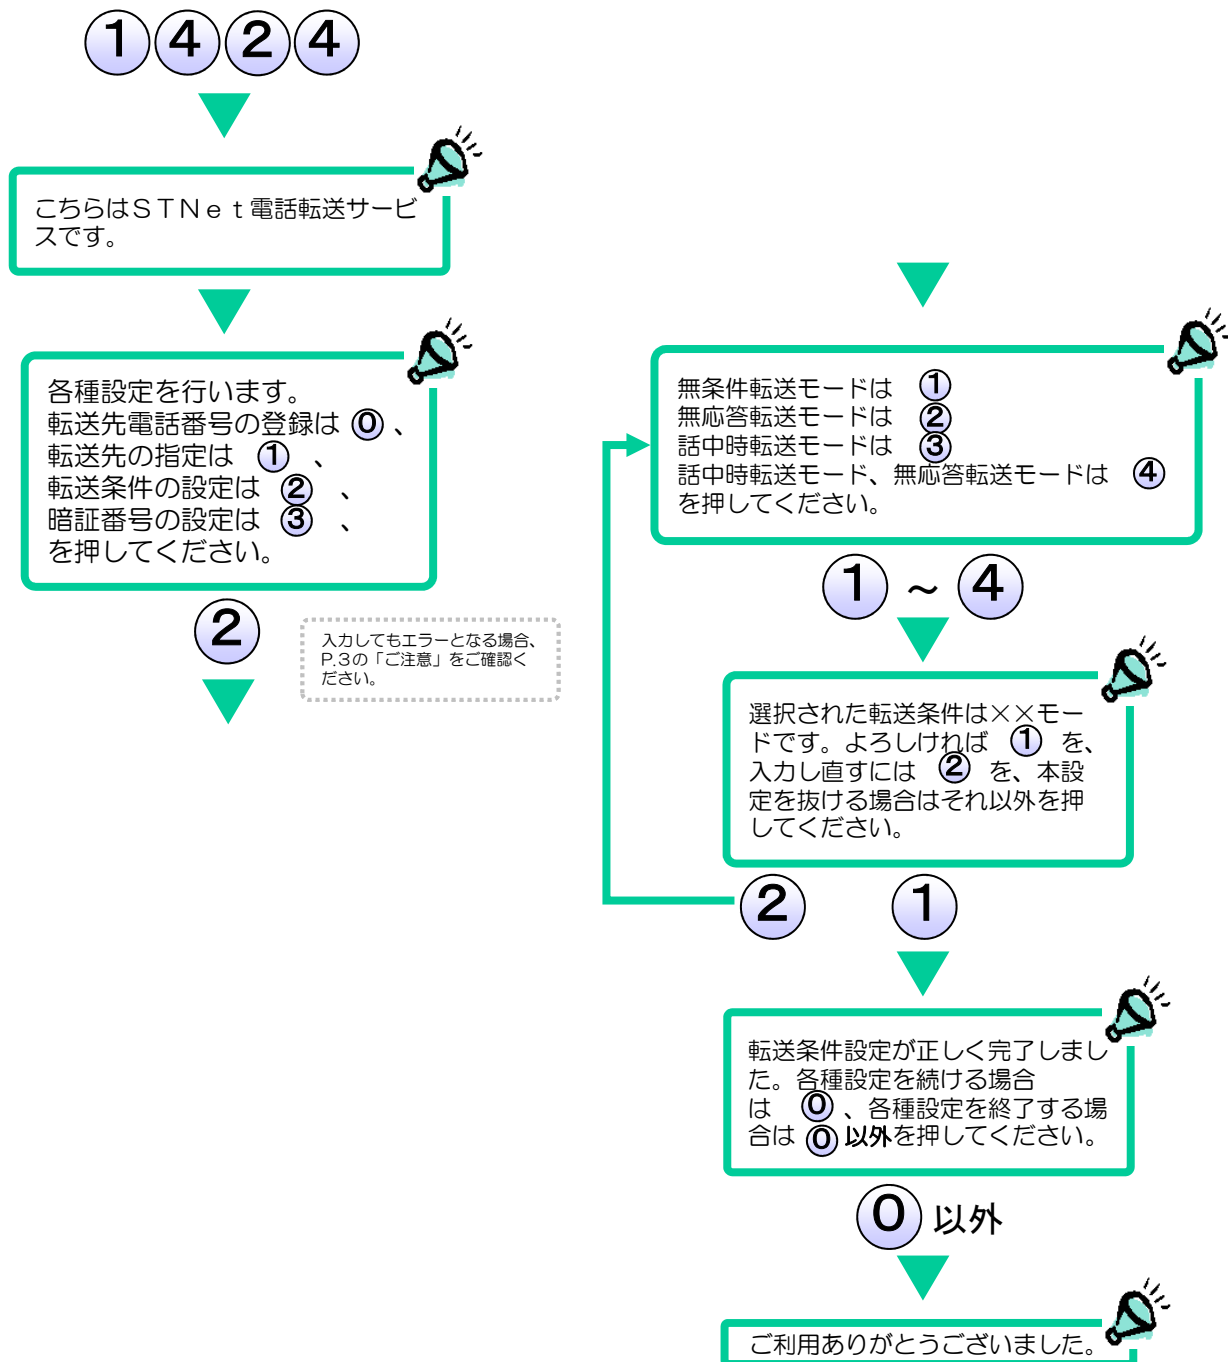 ①④②④
こちらはＳＴＮｅｔ電話転送サービ
スです。
各種設定を行います。
転送先電話番号の登録は ⓪ 、
転送先の指定は ① 、
転送条件の設定は ② 、
暗証番号の設定は ③ 、
を押してください。
②
入力してもエラーとなる場合、
P.3の「ご注意」をご確認く
ださい。
無条件転送モードは ①
無応答転送モードは ②
話中時転送モードは ③
話中時転送モード、無応答転送モードは ④
を押してください。
① ～ ④
選択された転送条件は××モー
ドです。よろしければ ① を、
入力し直すには ② を、本設
定を抜ける場合はそれ以外を押
してください。
② ①
転送条件設定が正しく完了しまし
た。各種設定を続ける場合
は ⓪ 、各種設定を終了する場
合は ⓪ 以外を押してください。
⓪ 以外
ご利用ありがとうございました。